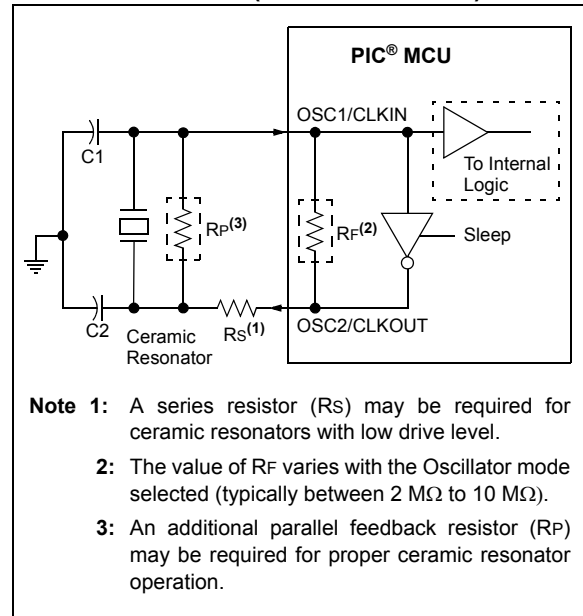 PIC® MCU
OSC1/CLKIN
C1
To Internal
Logic
RP(3)
RF(2)
Sleep
C2
Ceramic
Resonator
RS(1)
OSC2/CLKOUT
Note 1: A series resistor (RS) may be required for
ceramic resonators with low drive level.
2: The value of RF varies with the Oscillator mode
selected (typically between 2 MΩ to 10 MΩ).
3: An additional parallel feedback resistor (RP)
may be required for proper ceramic resonator
operation.